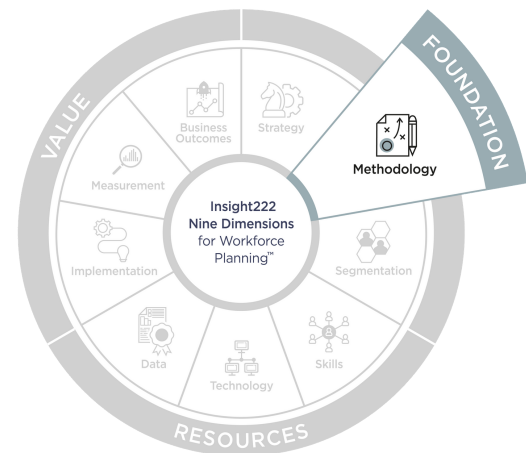 FOUNDATION
Methodology
VALUE
Business
Outcomes
Strategy
Measurement
Insight222
Nine Dimensions
for Workforce
Planning™
Implementation
Segmentation
Data
Technology
Skills
RESOURCES